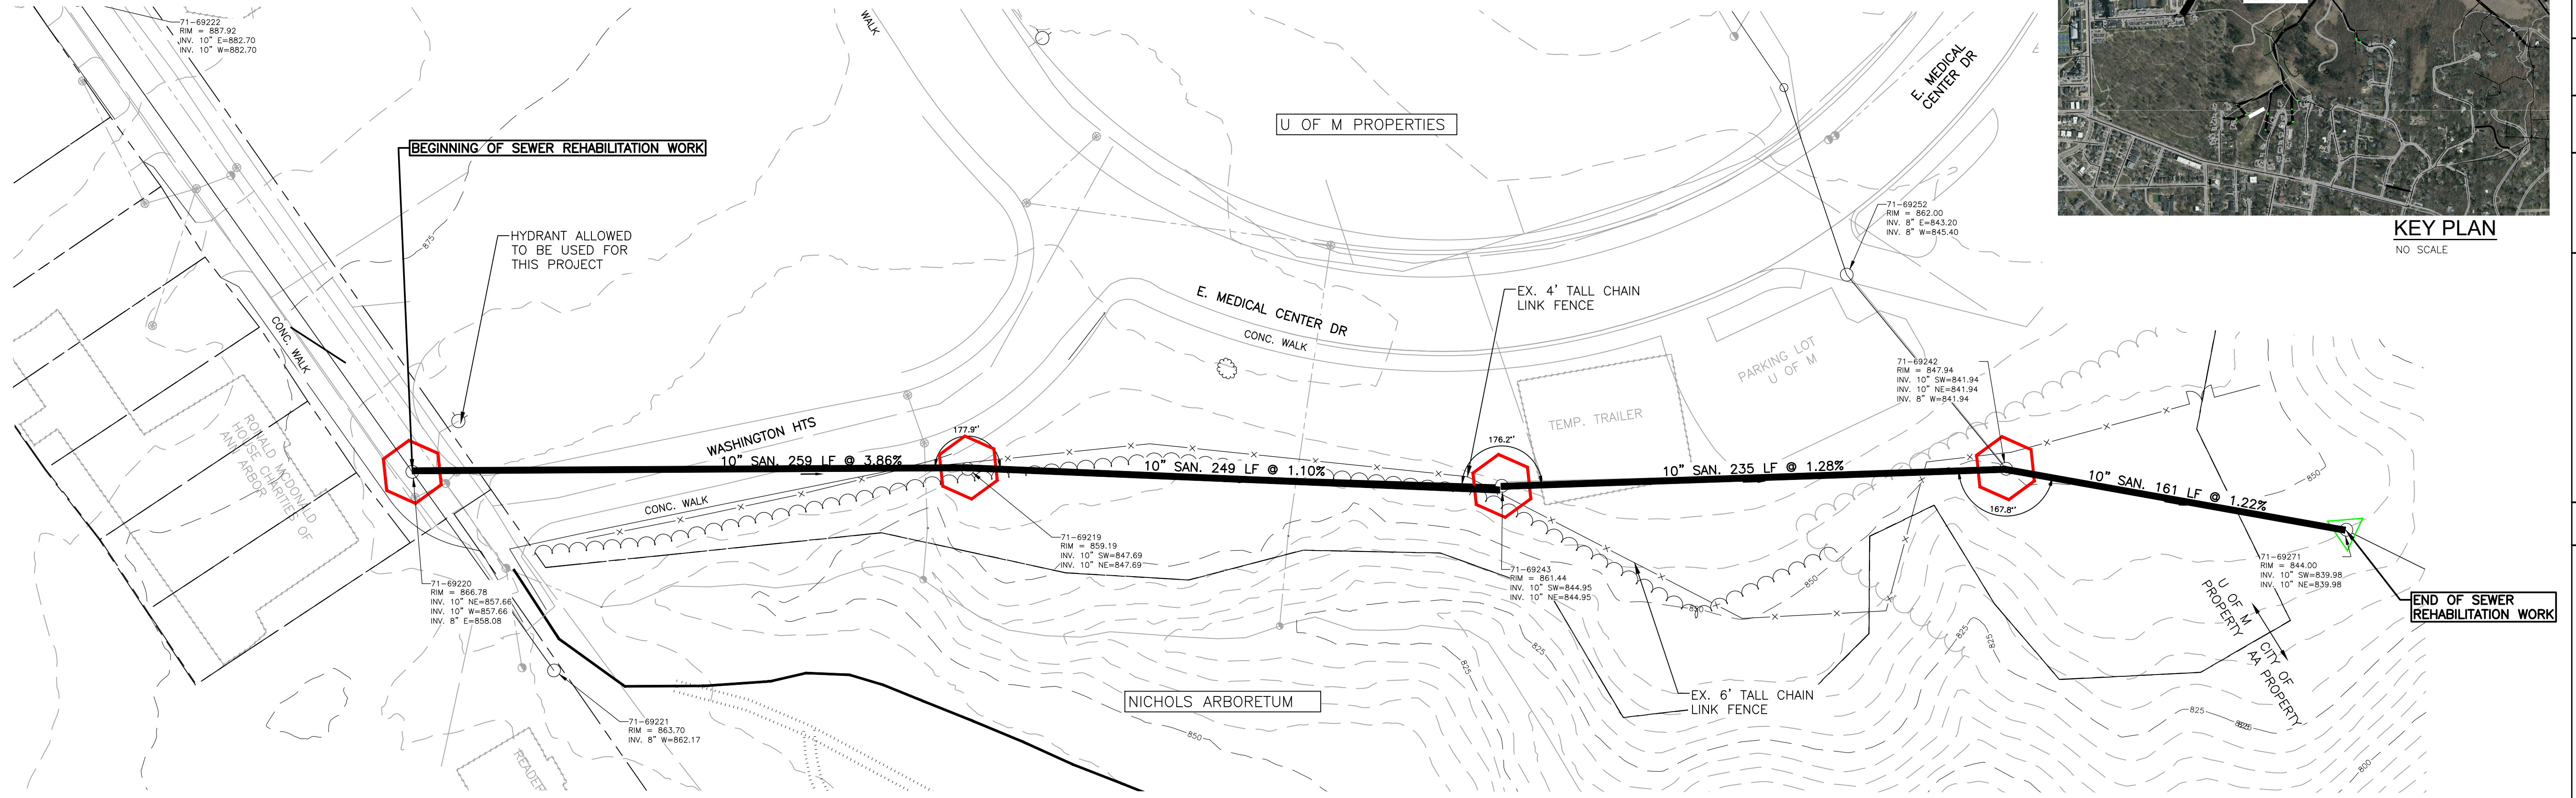 71-69222
RIM = 887.92
INV. 10" E=882.70
INV. 10" W=882.70
WALK
E. MEDICAL
CENTER DR
U OF M PROPERTIES
BEGINNING OF SEWER REHABILITATION WORK
875
HYDRANT ALLOWED
TO BE USED FOR
THIS PROJECT
71-69252
RIM = 862.00
INV. 8" E=843.20
INV. 8" W=845.40
KEY PLAN
NO SCALE
CONC. WALK
E. MEDICAL CENTER DR
CONC. WALK
EX. 4' TALL CHAIN
LINK FENCE
PARKING LOT
U OF M
71-69242
RIM = 847.94
INV. 10" SW=841.94
INV. 10" NE=841.94
INV. 8" W=841.94
RONALD MCDONALD
HOUSE CHARITIES OF
ANN ARBOR
WASHINGTON HTS
TEMP. TRAILER
177.9°
176.2°
167.8°
10" SAN. 259 LF @ 3.86%
10" SAN. 249 LF @ 1.10%
10" SAN. 235 LF @ 1.28%
10" SAN. 161 LF @ 1.22%
850
850
CONC. WALK
71-69219
RIM = 859.19
INV. 10" SW=847.69
INV. 10" NE=847.69
71-69220
RIM = 866.78
INV. 10" NE=857.66
INV. 10" W=857.66
INV. 8" E=858.08
71-69243
RIM = 861.44
INV. 10" SW=844.95
INV. 10" NE=844.95
850
850
71-69271
RIM = 844.00
INV. 10" SW=839.98
INV. 10" NE=839.98
U OF M
PROPERTY
CITY OF
AA PROPERTY
END OF SEWER
REHABILITATION WORK
825
825
825
825
EX. 6' TALL CHAIN
LINK FENCE
NICHOLS ARBORETUM
71-69221
RIM = 863.70
INV. 8" W=862.17
READER
850
825
800